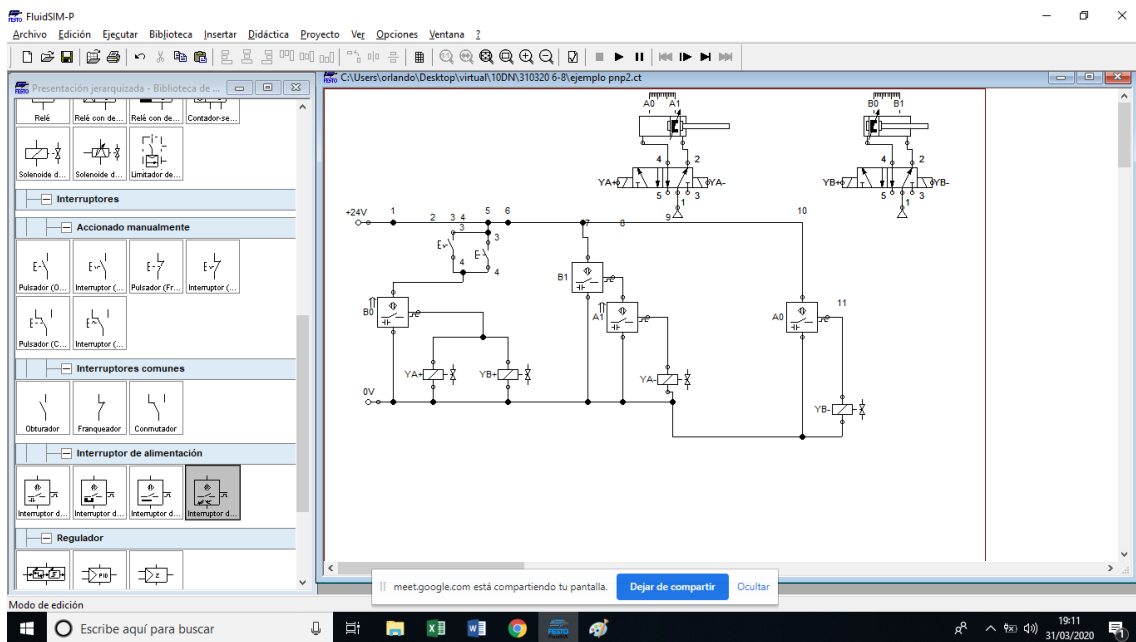 FluidSIM-P
Archivo Edición Ejecutar Biblioteca Insertar Didáctica Proyecto Ver Opciones Ventana ?
Presentación jerarquizada - Biblioteca de ...
C:\Users\orlando\Desktop\virtual\10DN\310320 6-8\ejemplo pnp2.ct
Relé Relé con de... Relé con de... Contador-se...
Solenoide d... Solenoide d... Limitador de...
Interruptores
Accionado manualmente
Pulsador (O... Interruptor (... Pulsador (Fr... Interruptor (...
Pulsador (C... Interruptor (...
Interruptores comunes
Obturador Franqueador Conmutador
Interruptor de alimentación
Interruptor d... Interruptor d... Interruptor d... Interruptor d...
Regulador
PID
A0 A1 B0 B1
4 2 4 2
YA+ YA- YB+ YB-
5 3 5 3
1 1
+24V 1 2 3 4 5 6 7 8 9 10
3 3
4 4
B1
B0 A1 A0 11
YA+ YB+ YA-
0V
YB-
meet.google.com está compartiendo tu pantalla. Dejar de compartir Ocultar
Modo de edición
Escribe aquí para buscar
FESTO
19:11
31/03/2020